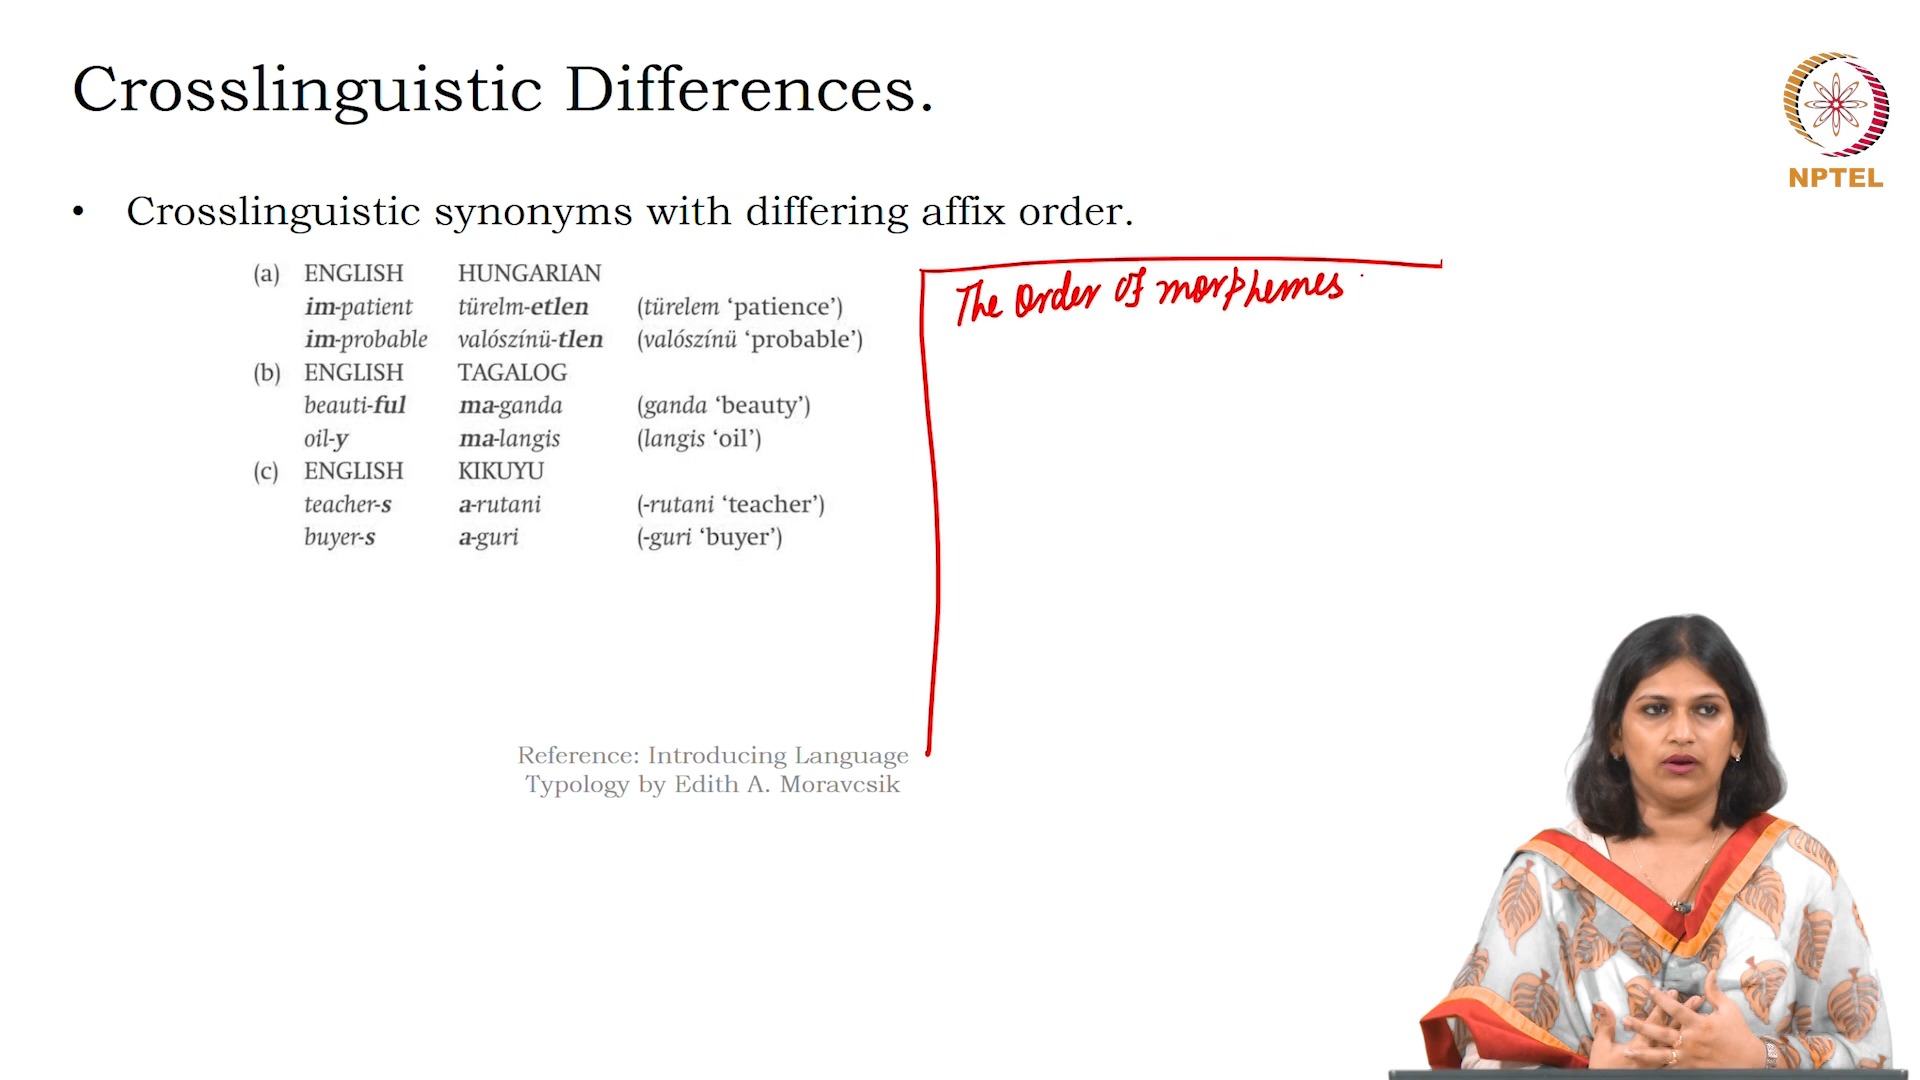 Crosslinguistic Differences.
NPTEL
• Crosslinguistic synonyms with differing affix order.
(a) ENGLISH HUNGARIAN
im-patient türelm-etlen (türelem ‘patience’)
im-probable valószínü-tlen (valószínü ‘probable’)
(b) ENGLISH TAGALOG
beauti-ful ma-ganda (ganda ‘beauty’)
oil-y ma-langis (langis ‘oil’)
(c) ENGLISH KIKUYU
teacher-s a-rutani (-rutani ‘teacher’)
buyer-s a-guri (-guri ‘buyer’)
The Order of morphemes
Reference: Introducing Language
Typology by Edith A. Moravcsik